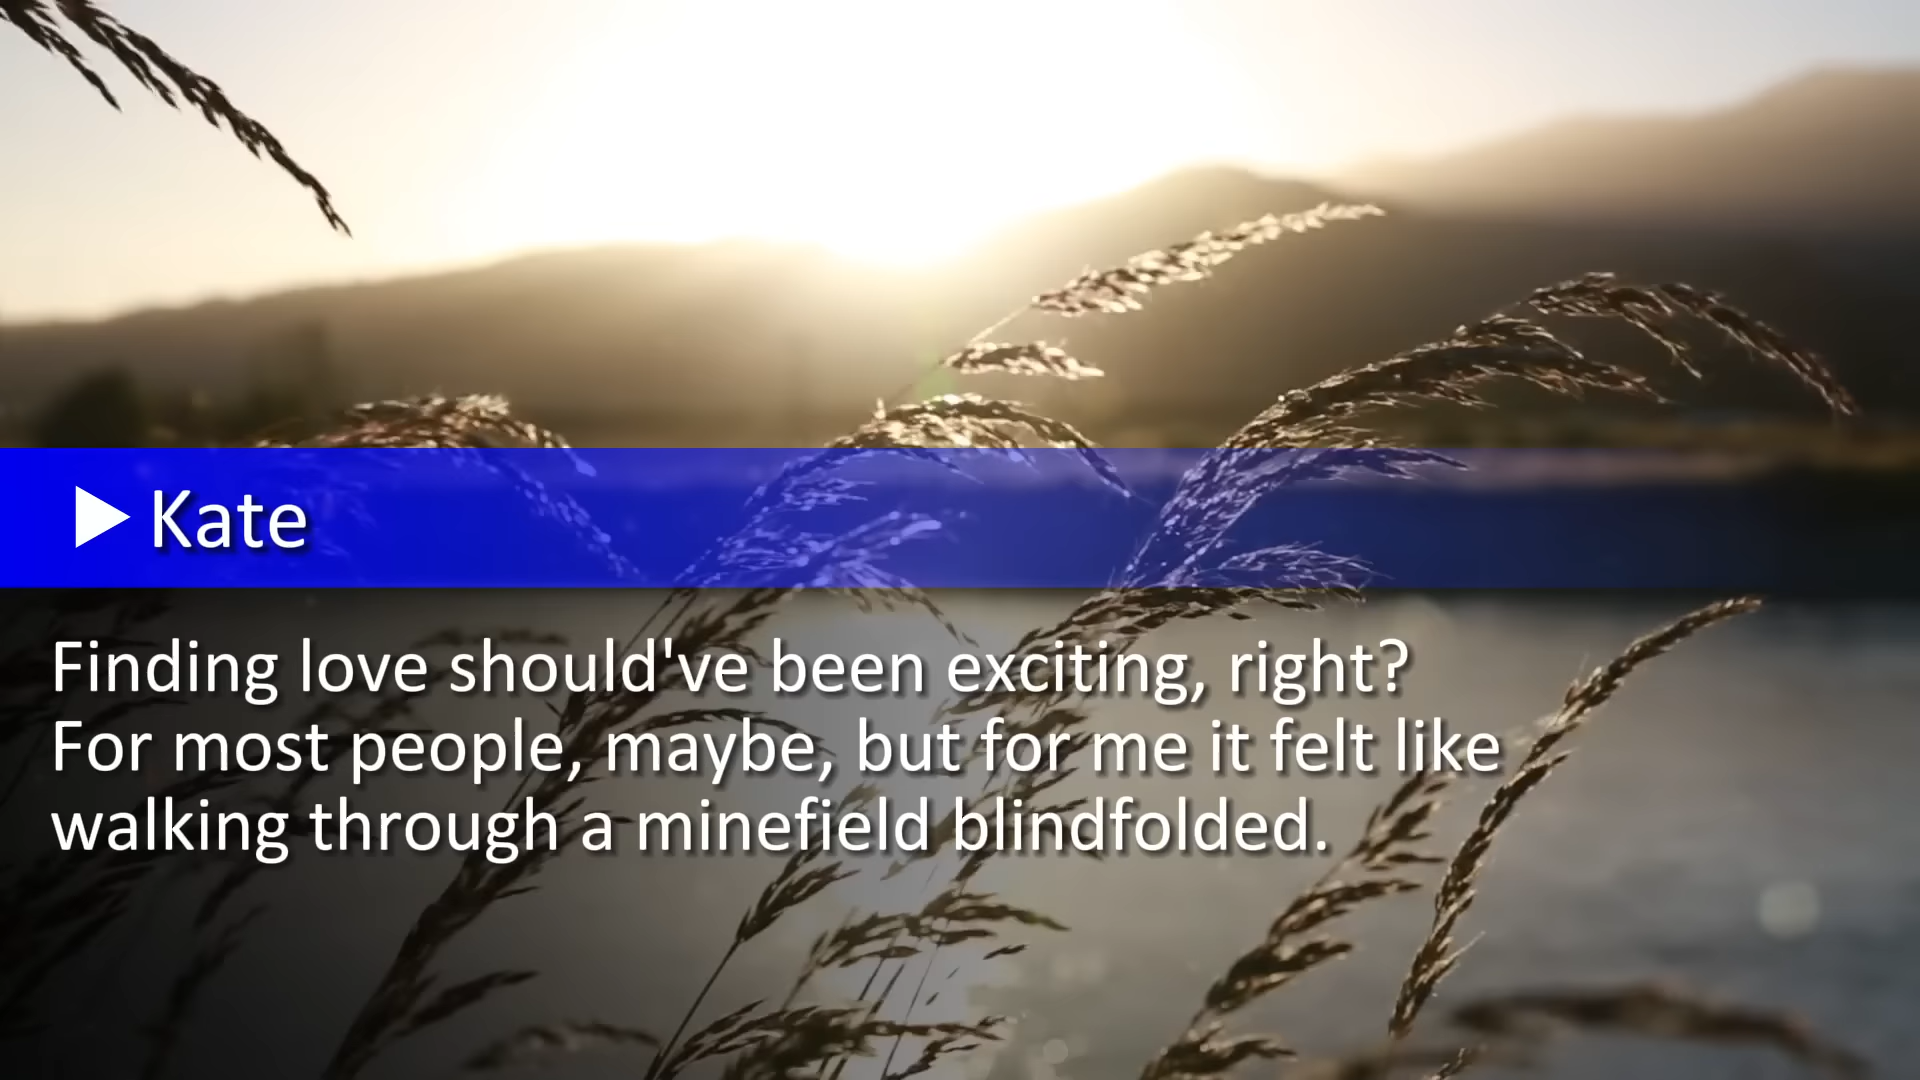 Kate
Finding love should've been exciting, right?
For most people, maybe, but for me it felt like
walking through a minefield blindfolded.